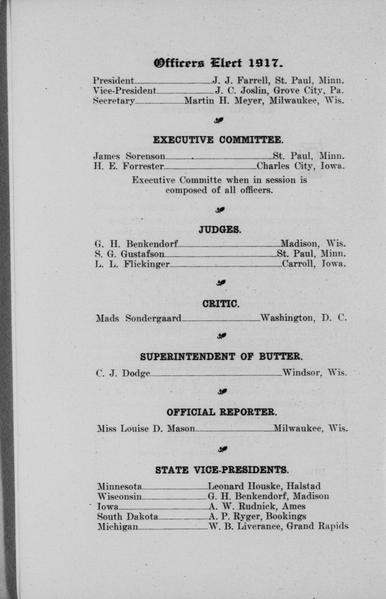 Officers Elect 1917.
President J. J. Farrell, St. Paul, Minn.
Vice-President J. C. Joslin, Grove City, Pa.
Secretary Martin H. Meyer, Milwaukee, Wis.
EXECUTIVE COMMITTEE.
James Sorenson St. Paul, Minn.
H. E. Forrester Charles City, Iowa.
Executive Committe when in session is
composed of all officers.
JUDGES.
G. H. Benkendorf Madison, Wis.
S. G. Gustafson St. Paul, Minn.
L. L. Flickinger Carroll, Iowa.
CRITIC.
Mads Sondergaard Washington, D. C.
SUPERINTENDENT OF BUTTER.
C. J. Dodge Windsor, Wis.
OFFICIAL REPORTER.
Miss Louise D. Mason Milwaukee, Wis.
STATE VICE-PRESIDENTS.
Minnesota Leonard Houske, Halstad
Wisconsin G. H. Benkendorf, Madison
Iowa A. W. Rudnick, Ames
South Dakota A. P. Ryger, Bookings
Michigan W. B. Liverance, Grand Rapids